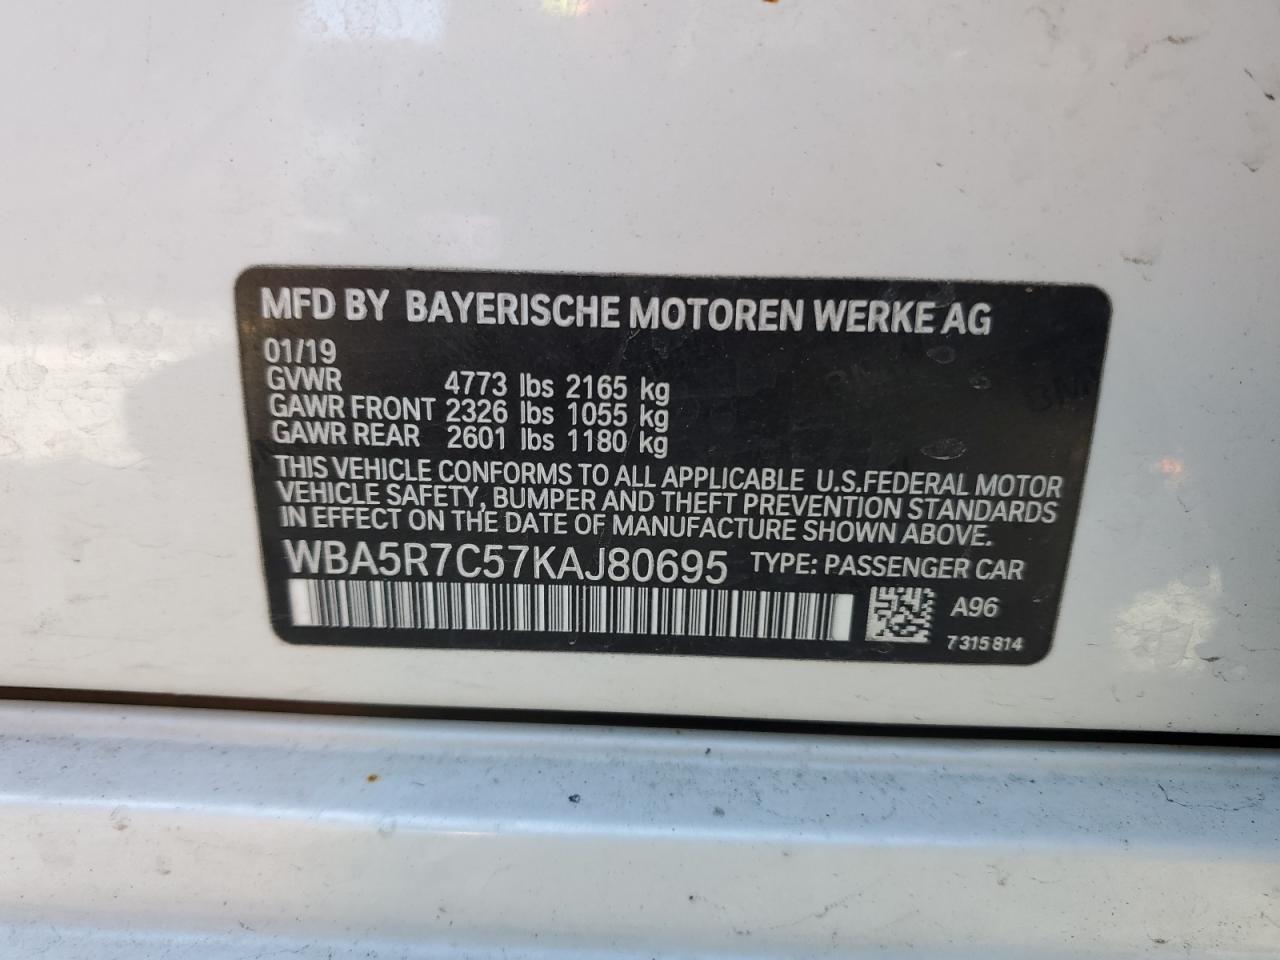 MFD BY BAYERISCHE MOTOREN WERKE AG
01/19
GVWR 4773 lbs 2165 kg
GAWR FRONT 2326 lbs 1055 kg
GAWR REAR 2601 lbs 1180 kg
THIS VEHICLE CONFORMS TO ALL APPLICABLE U.S.FEDERAL MOTOR
VEHICLE SAFETY, BUMPER AND THEFT PREVENTION STANDARDS
IN EFFECT ON THE DATE OF MANUFACTURE SHOWN ABOVE.
WBA5R7C57KAJ80695 TYPE: PASSENGER CAR
A96
7 315 814